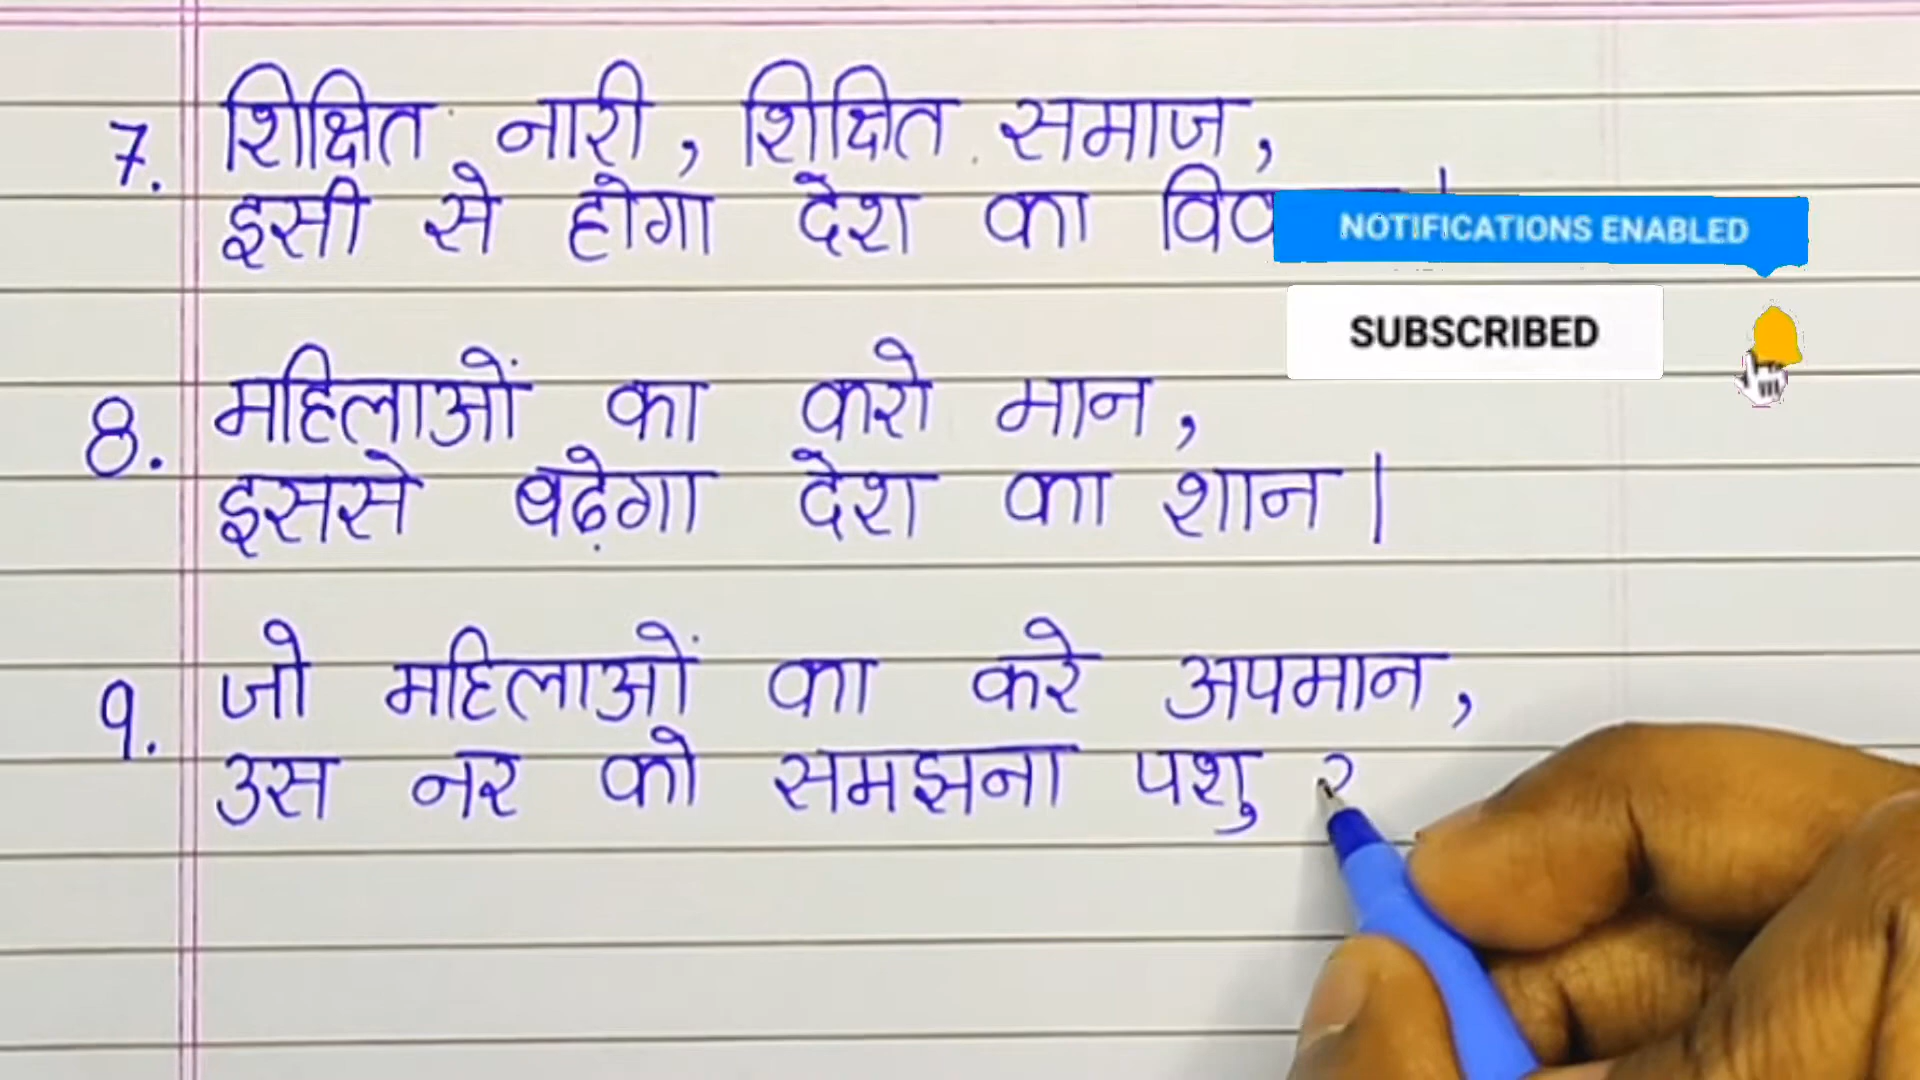 7. शिक्षित नारी, शिक्षित समाज,
इसी से होगा देश का
NOTIFICATIONS ENABLED
SUBSCRIBED
8. महिलाओं का करो मान,
इससे बढ़ेगा देश का शान|
9. जो महिलाओं का करे अपमान,
उस नर को समझना पशु